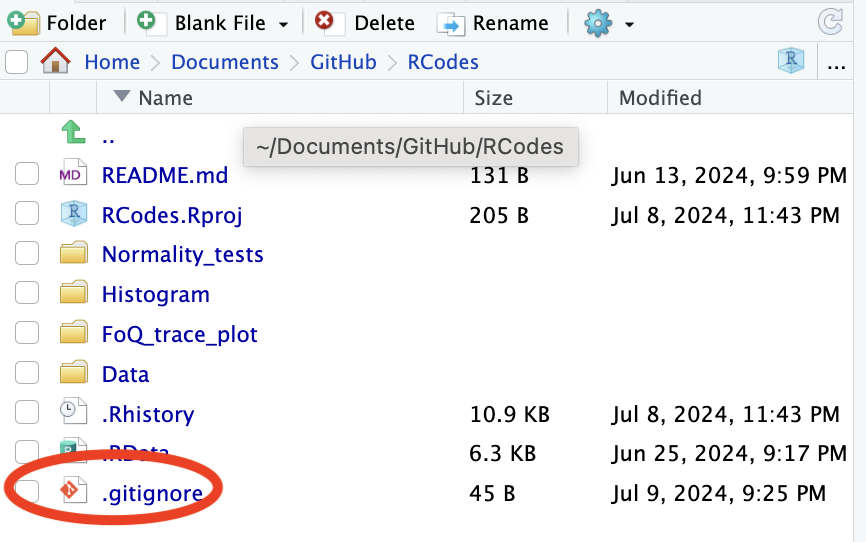 Folder Blank File Delete Rename
Home Documents GitHub RCodes R ...
Name Size Modified
..
~/Documents/GitHub/RCodes
MD README.md 131 B Jun 13, 2024, 9:59 PM
R RCodes.Rproj 205 B Jul 8, 2024, 11:43 PM
Normality_tests
Histogram
FoQ_trace_plot
Data
.Rhistory 10.9 KB Jul 8, 2024, 11:43 PM
.RData 6.3 KB Jun 25, 2024, 9:17 PM
.gitignore 45 B Jul 9, 2024, 9:25 PM